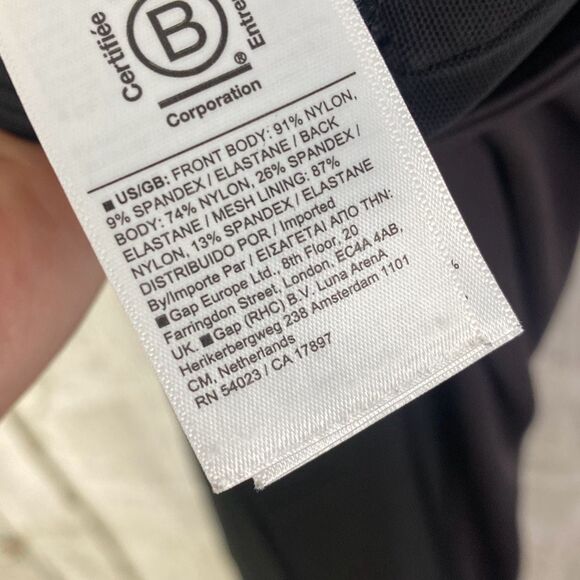 Certifiée
B
®
Entre
Corporation
■ US/GB: FRONT BODY: 91% NYLON,
9% SPANDEX / ELASTANE / BACK
BODY: 74% NYLON, 26% SPANDEX /
ELASTANE / MESH LINING: 87%
NYLON, 13% SPANDEX / ELASTANE
DISTRIBUIDO POR / Imported
By/Importe Par / ΕΙΣΑΓΕΤΑΙ ΑΠΟ ΤΗΝ:
■Gap Europe Ltd., 8th Floor, 20
Farringdon Street, London, EC4A 4AB,
UK. ■Gap (RHC) B.V. Luna ArenA
Herikerbergweg 238 Amsterdam 1101
CM, Netherlands
RN 54023 / CA 17897